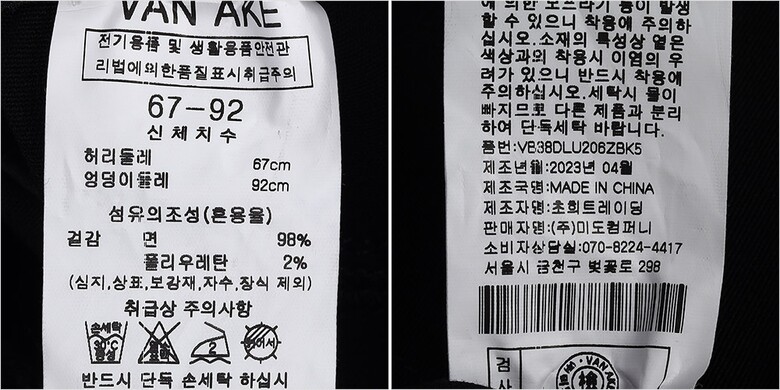 VAN AKE
전기용품 및 생활용품안전관
리법에의한품질표시취급주의
67-92
신체치수
허리둘레 67cm
엉덩이둘레 92cm
섬유의조성(혼용율)
겉감 면 98%
폴리우레탄 2%
(심지,상표,보강재,자수,장식 제외)
취급상 주의사항
손세탁
30°C
중성
2
반드시 단독 손세탁 하십시
에 의한 보프라기 등이 발생
할 수 있으니 착용에 주의하
십시오.소재의 특성상 옅은
색상과의 착용시 이염의 우
려가 있으니 반드시 착용에
주의하십시오.세탁시 물이
빠지므로 다른 제품과 분리
하여 단독세탁 바랍니다.
품번:VB38DLU206ZBK5
제조년월:2023년 04월
제조국명:MADE IN CHINA
제조자명:초희트레이딩
판매자명:(주)미도컴퍼니
소비자상담실:070-8224-4417
서울시 금천구 벚꽃로 298
검
사
VAN AKE